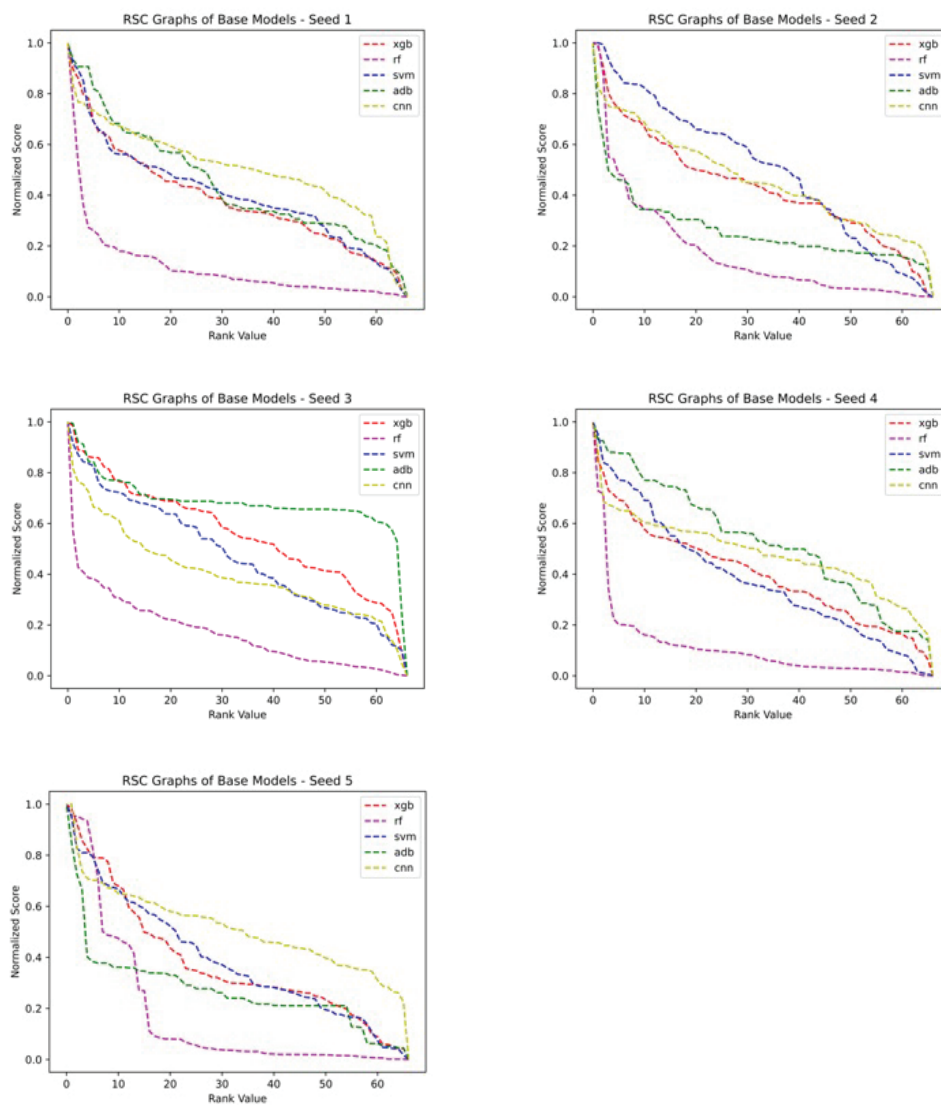 RSC Graphs of Base Models - Seed 1
1.0
0.8
0.6
0.4
0.2
0.0
Normalized Score
xgb
rf
svm
adb
cnn
0 10 20 30 40 50 60
Rank Value
RSC Graphs of Base Models - Seed 2
1.0
0.8
0.6
0.4
0.2
0.0
Normalized Score
xgb
rf
svm
adb
cnn
0 10 20 30 40 50 60
Rank Value
RSC Graphs of Base Models - Seed 3
1.0
0.8
0.6
0.4
0.2
0.0
Normalized Score
xgb
rf
svm
adb
cnn
0 10 20 30 40 50 60
Rank Value
RSC Graphs of Base Models - Seed 4
1.0
0.8
0.6
0.4
0.2
0.0
Normalized Score
xgb
rf
svm
adb
cnn
0 10 20 30 40 50 60
Rank Value
RSC Graphs of Base Models - Seed 5
1.0
0.8
0.6
0.4
0.2
0.0
Normalized Score
xgb
rf
svm
adb
cnn
0 10 20 30 40 50 60
Rank Value